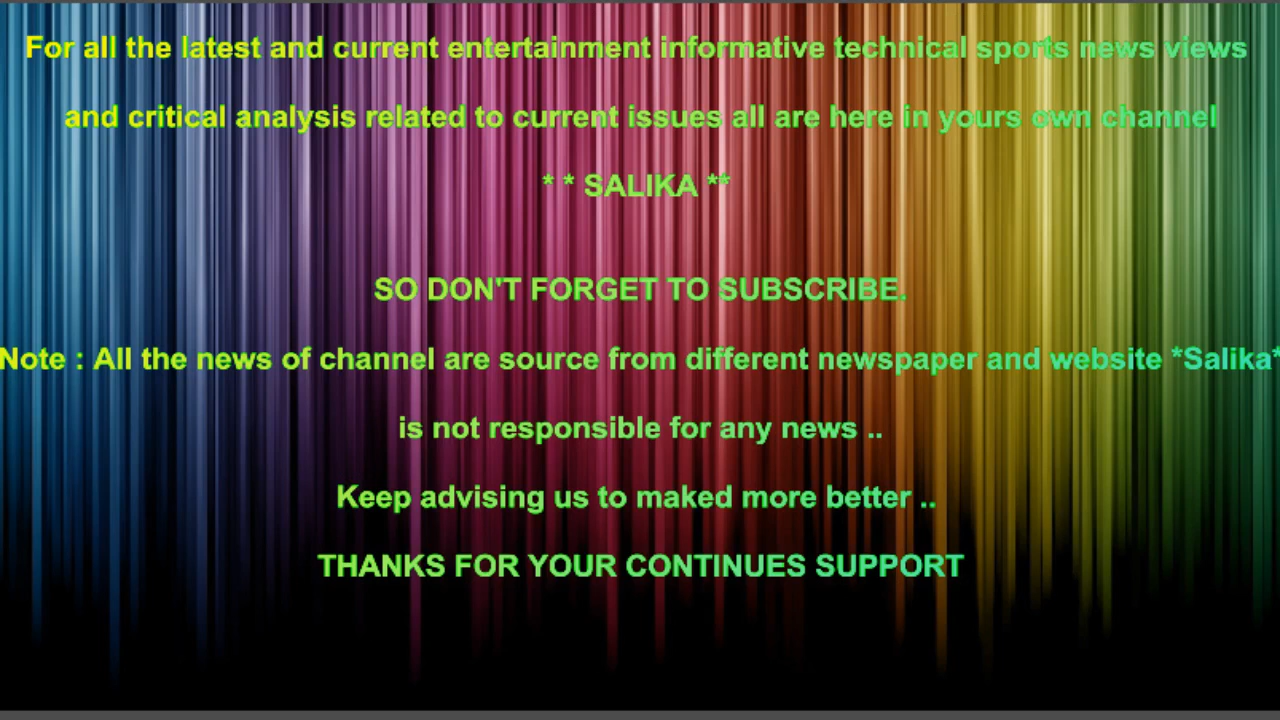 For all the latest and current entertainment informative technical sports news views
and critical analysis related to current issues all are here in yours own channel
* * SALIKA **
SO DON'T FORGET TO SUBSCRIBE.
Note : All the news of channel are source from different newspaper and website *Salika*
is not responsible for any news ..
Keep advising us to maked more better ..
THANKS FOR YOUR CONTINUES SUPPORT